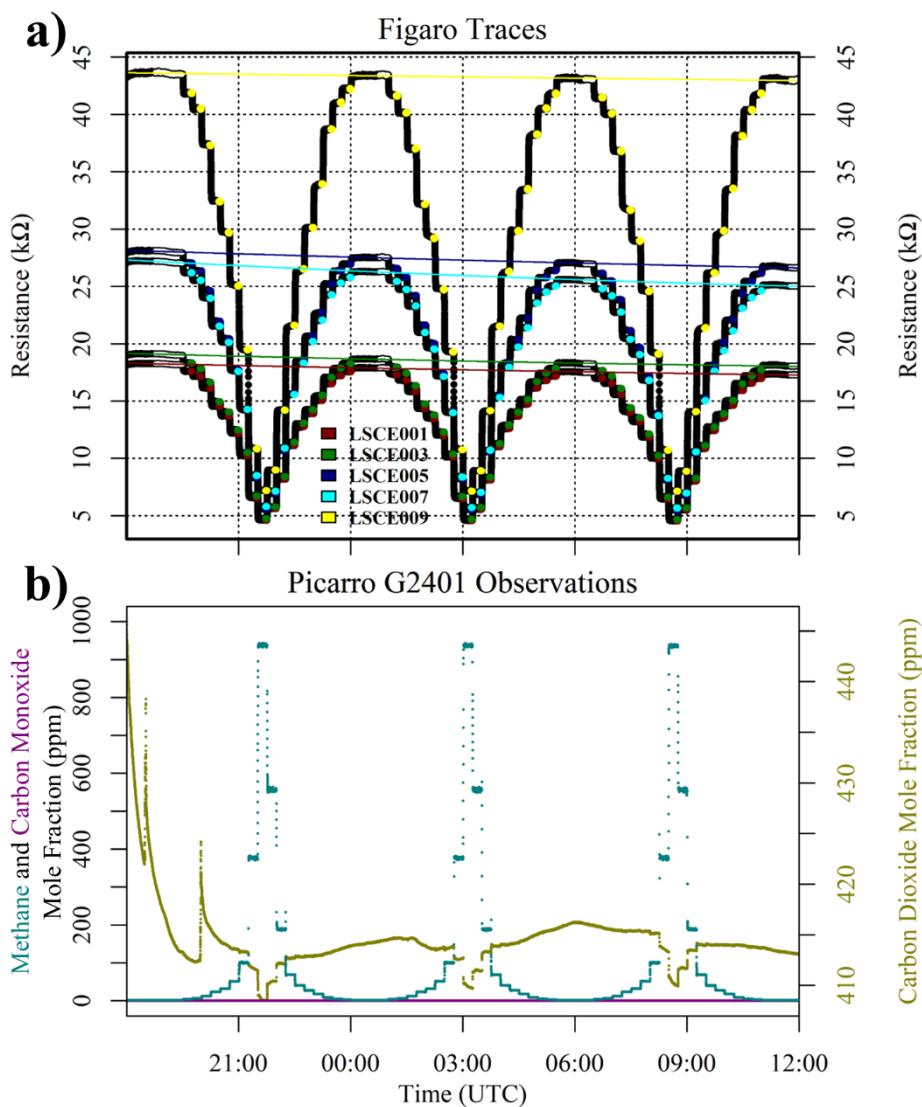 a)
Figaro Traces
45
40
35
30
25
20
15
10
5
Resistance (kΩ)
45
40
35
30
25
20
15
10
5
Resistance (kΩ)
LSCE001
LSCE003
LSCE005
LSCE007
LSCE009
b)
Picarro G2401 Observations
Methane and Carbon Monoxide
Mole Fraction (ppm)
1000
800
600
400
200
0
440
430
420
410
Carbon Dioxide Mole Fraction (ppm)
21:00
00:00
03:00
06:00
09:00
12:00
Time (UTC)